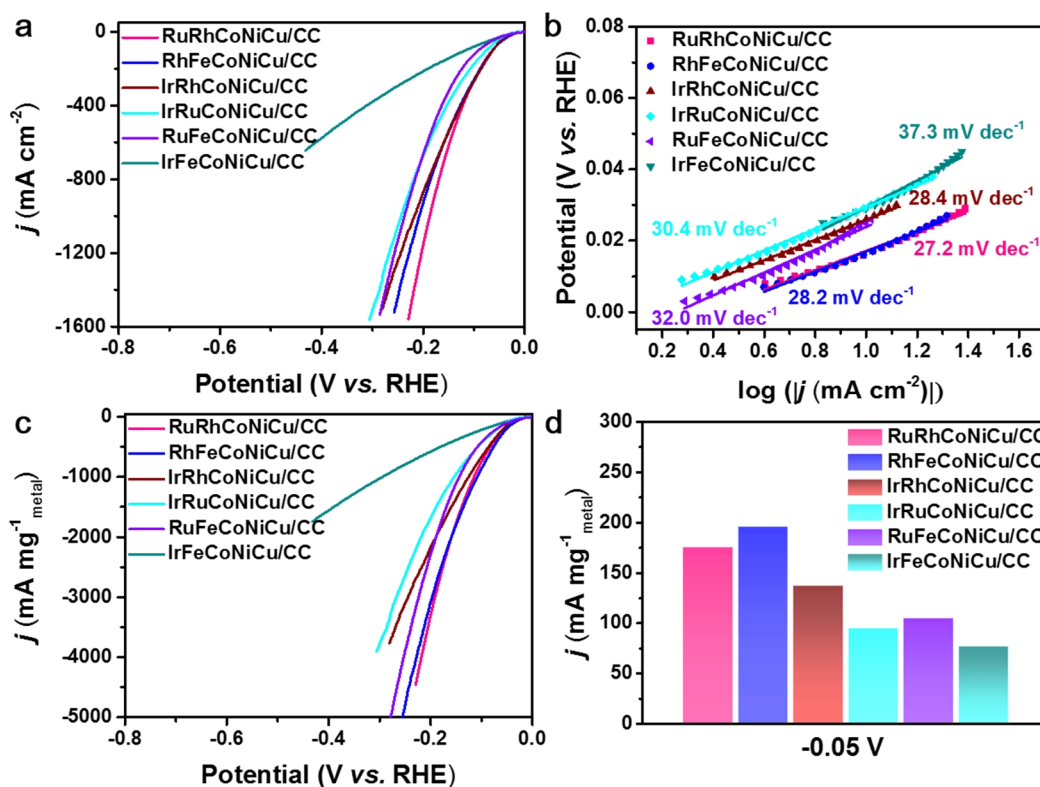 a
j (mA cm⁻²)
0
-400
-800
-1200
-1600
RuRhCoNiCu/CC
RhFeCoNiCu/CC
IrRhCoNiCu/CC
IrRuCoNiCu/CC
RuFeCoNiCu/CC
IrFeCoNiCu/CC
-0.8
-0.6
-0.4
-0.2
0.0
Potential (V vs. RHE)
b
Potential (V vs. RHE)
0.08
0.06
0.04
0.02
0.00
RuRhCoNiCu/CC
RhFeCoNiCu/CC
IrRhCoNiCu/CC
IrRuCoNiCu/CC
RuFeCoNiCu/CC
IrFeCoNiCu/CC
37.3 mV dec⁻¹
28.4 mV dec⁻¹
30.4 mV dec⁻¹
27.2 mV dec⁻¹
28.2 mV dec⁻¹
32.0 mV dec⁻¹
0.2 0.4 0.6 0.8 1.0 1.2 1.4 1.6
log (|j (mA cm⁻²)|)
c
j (mA mg⁻¹metal)
0
-1000
-2000
-3000
-4000
-5000
RuRhCoNiCu/CC
RhFeCoNiCu/CC
IrRhCoNiCu/CC
IrRuCoNiCu/CC
RuFeCoNiCu/CC
IrFeCoNiCu/CC
-0.8
-0.6
-0.4
-0.2
0.0
Potential (V vs. RHE)
d
j (mA mg⁻¹metal)
300
250
200
150
100
50
0
RuRhCoNiCu/CC
RhFeCoNiCu/CC
IrRhCoNiCu/CC
IrRuCoNiCu/CC
RuFeCoNiCu/CC
IrFeCoNiCu/CC
-0.05 V